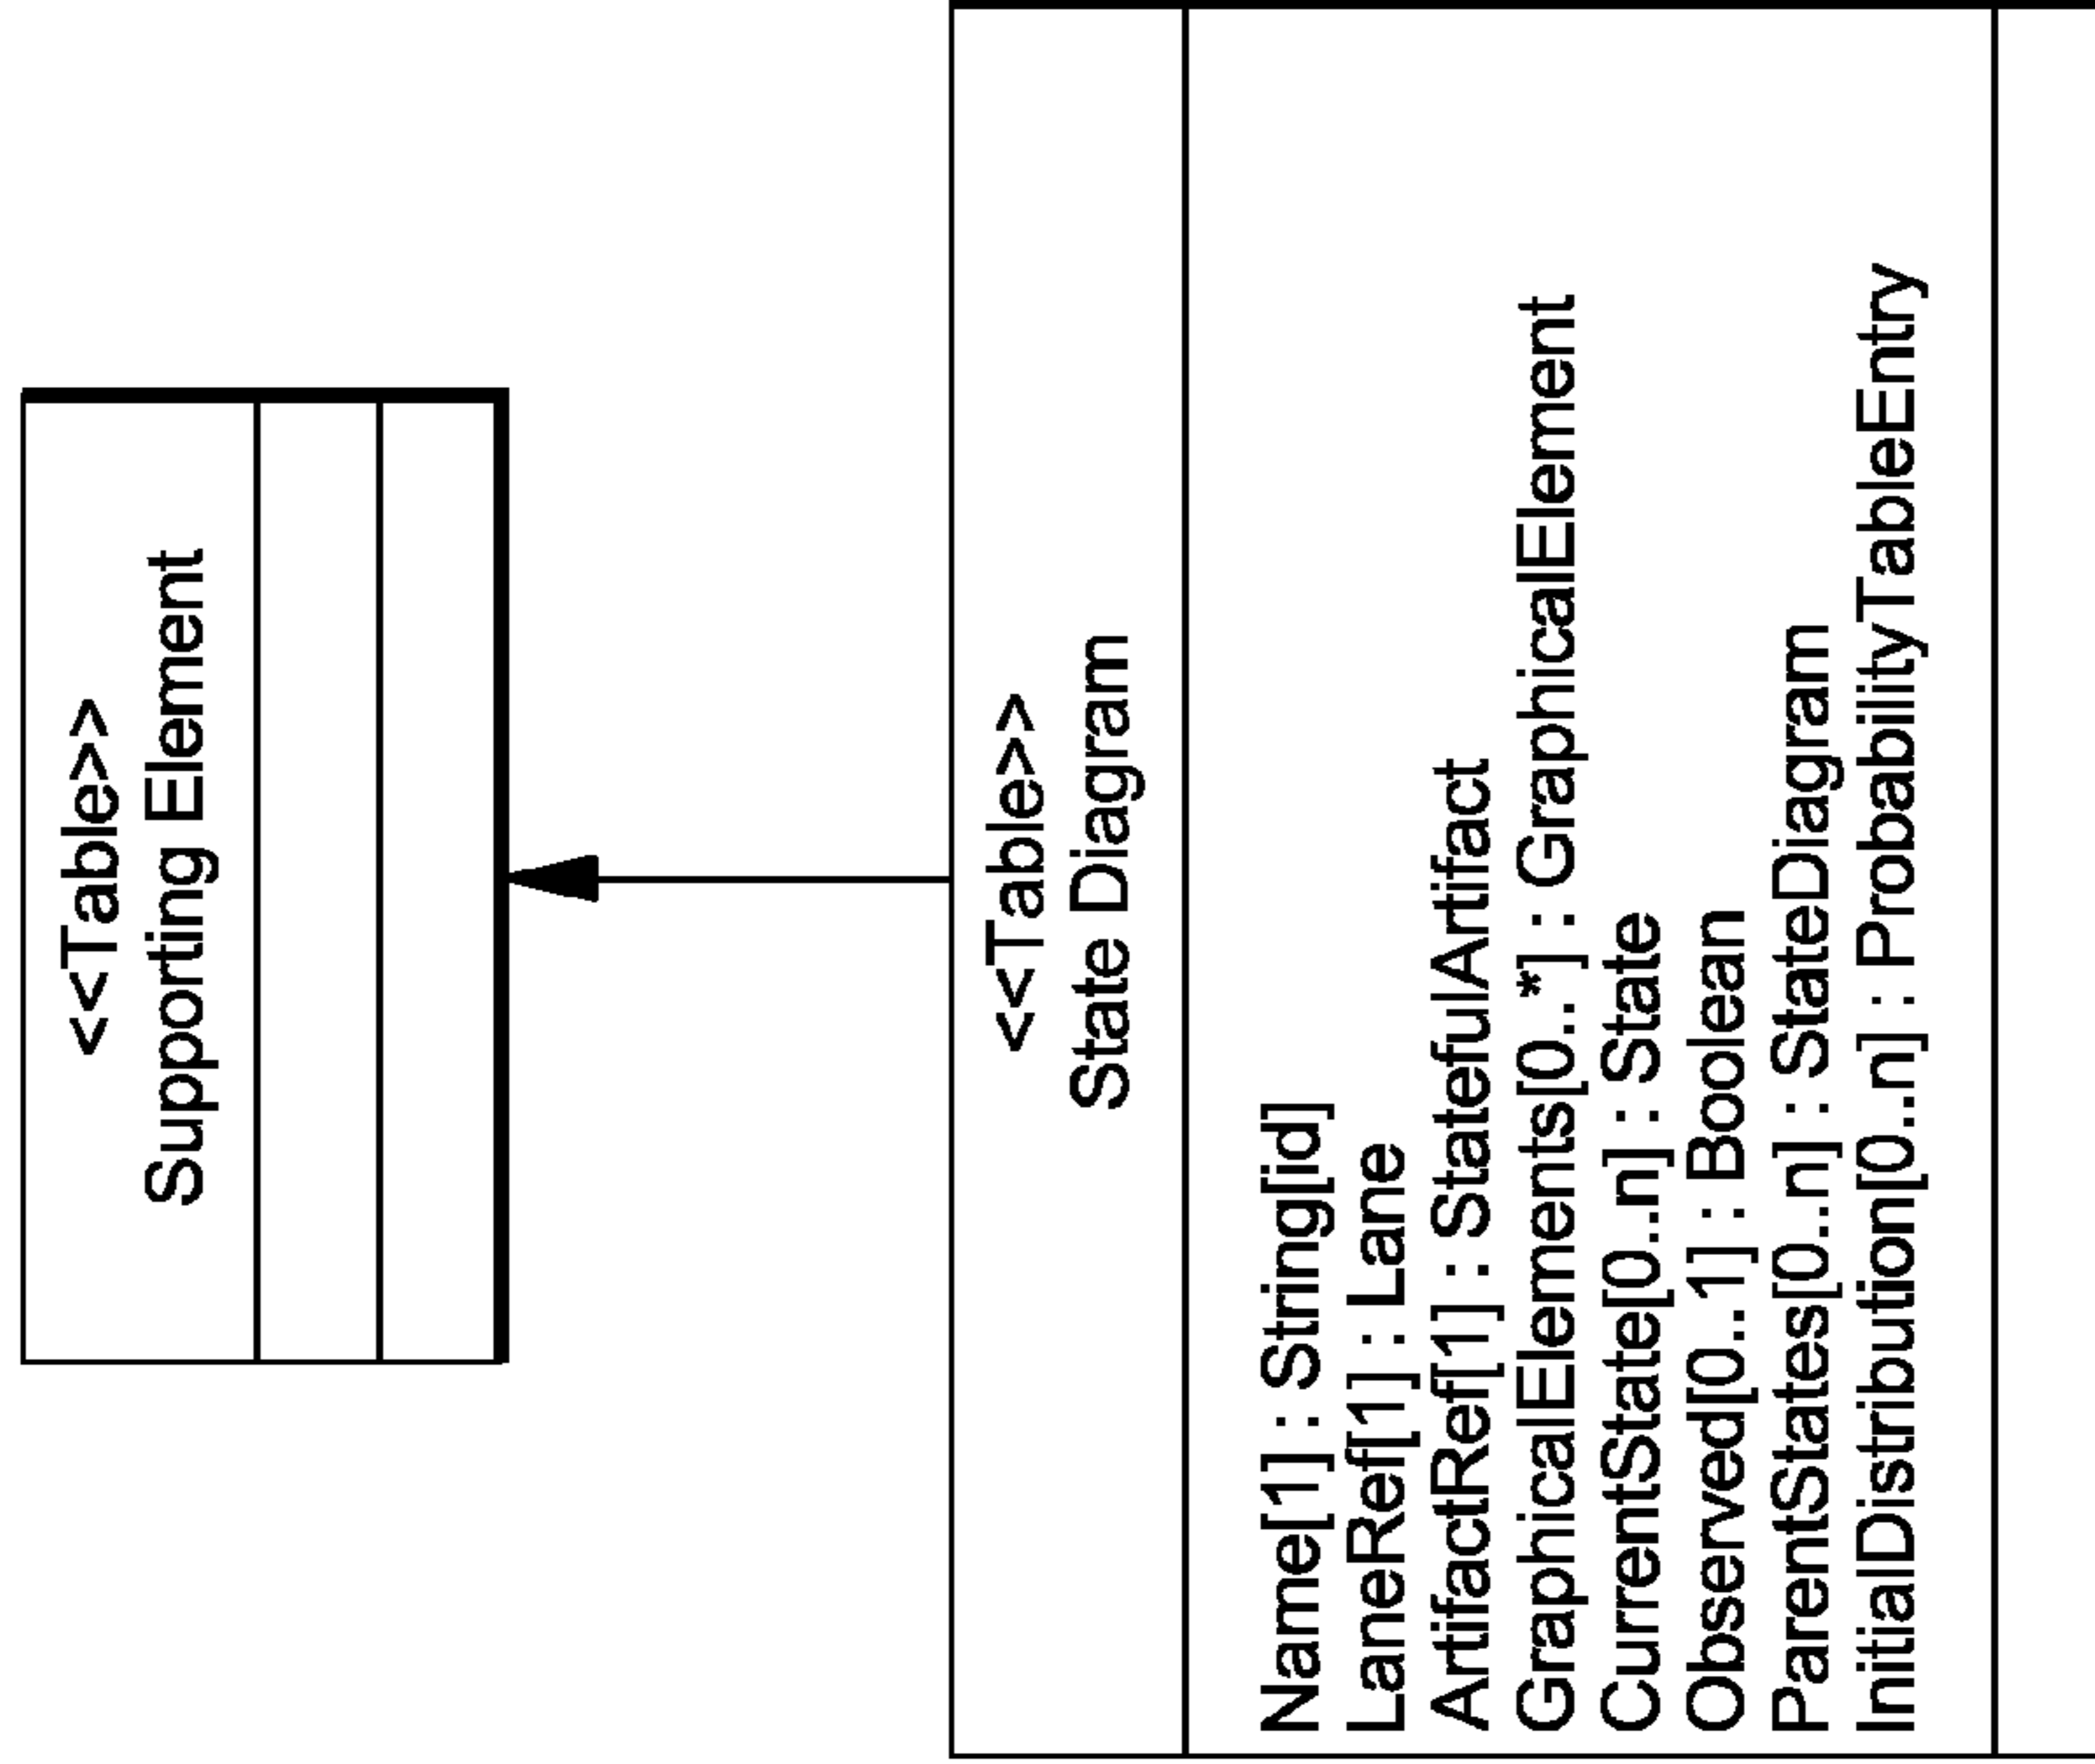 <<Table>>
Supporting Element
<<Table>>
State Diagram
Name[1] : String[id]
LaneRef[1] : Lane
ArtifactRef[1] : StatefulArtifact
GraphicalElements[0..*] : GraphicalElement
CurrentState[0..n] : State
Observed[0..1] : Boolean
ParentStates[0..n] : StateDiagram
InitialDistribution[0..n] : ProbabilityTableEntry